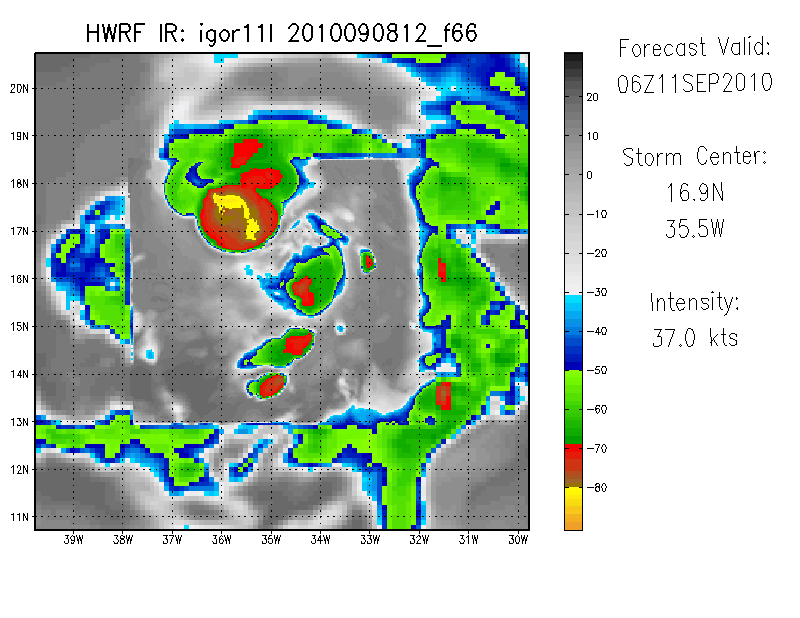 HWRF IR: igor11l 2010090812_f66
Forecast Valid:
06Z11SEP2010
Storm Center:
16.9N
35.5W
Intensity:
37.0 kts
20N
19N
18N
17N
16N
15N
14N
13N
12N
11N
39W 38W 37W 36W 35W 34W 33W 32W 31W 30W
20
10
0
-10
-20
-30
-40
-50
-60
-70
-80